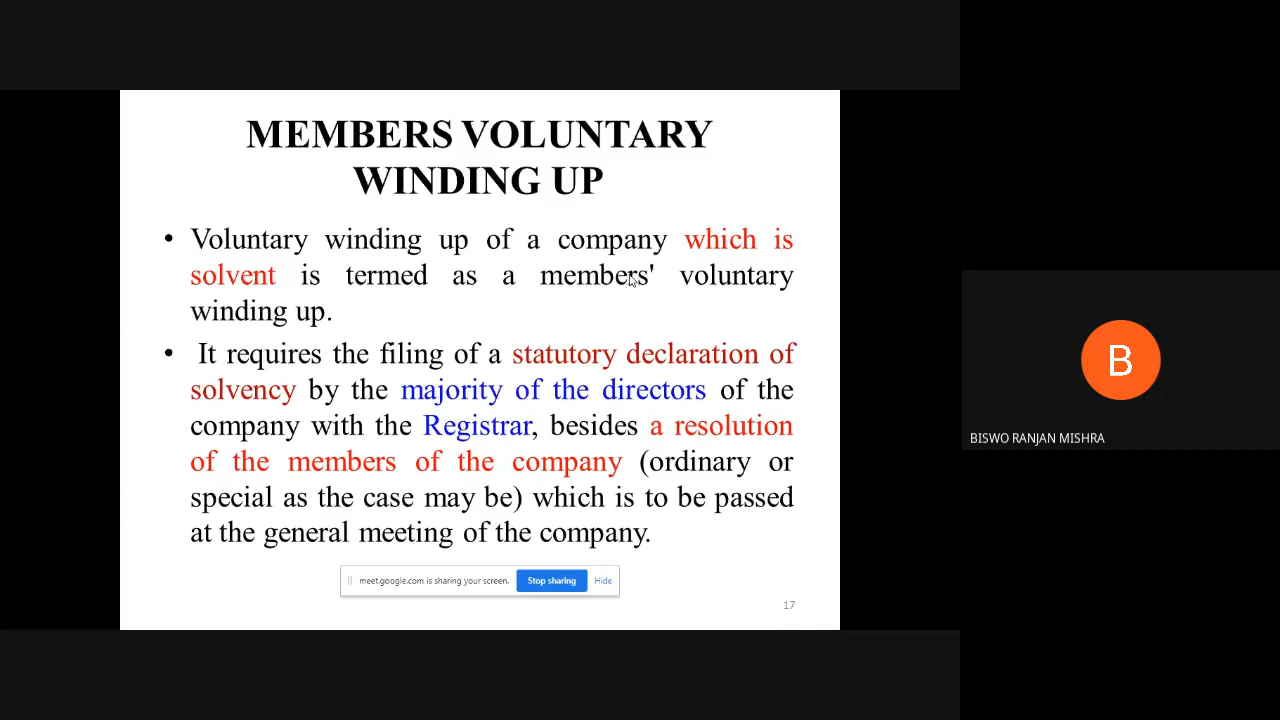 MEMBERS VOLUNTARY
WINDING UP
• Voluntary winding up of a company which is
solvent is termed as a members' voluntary
winding up.
• It requires the filing of a statutory declaration of
solvency by the majority of the directors of the
company with the Registrar, besides a resolution
of the members of the company (ordinary or
special as the case may be) which is to be passed
at the general meeting of the company.
meet.google.com is sharing your screen. Stop sharing Hide
17
B
BISWO RANJAN MISHRA